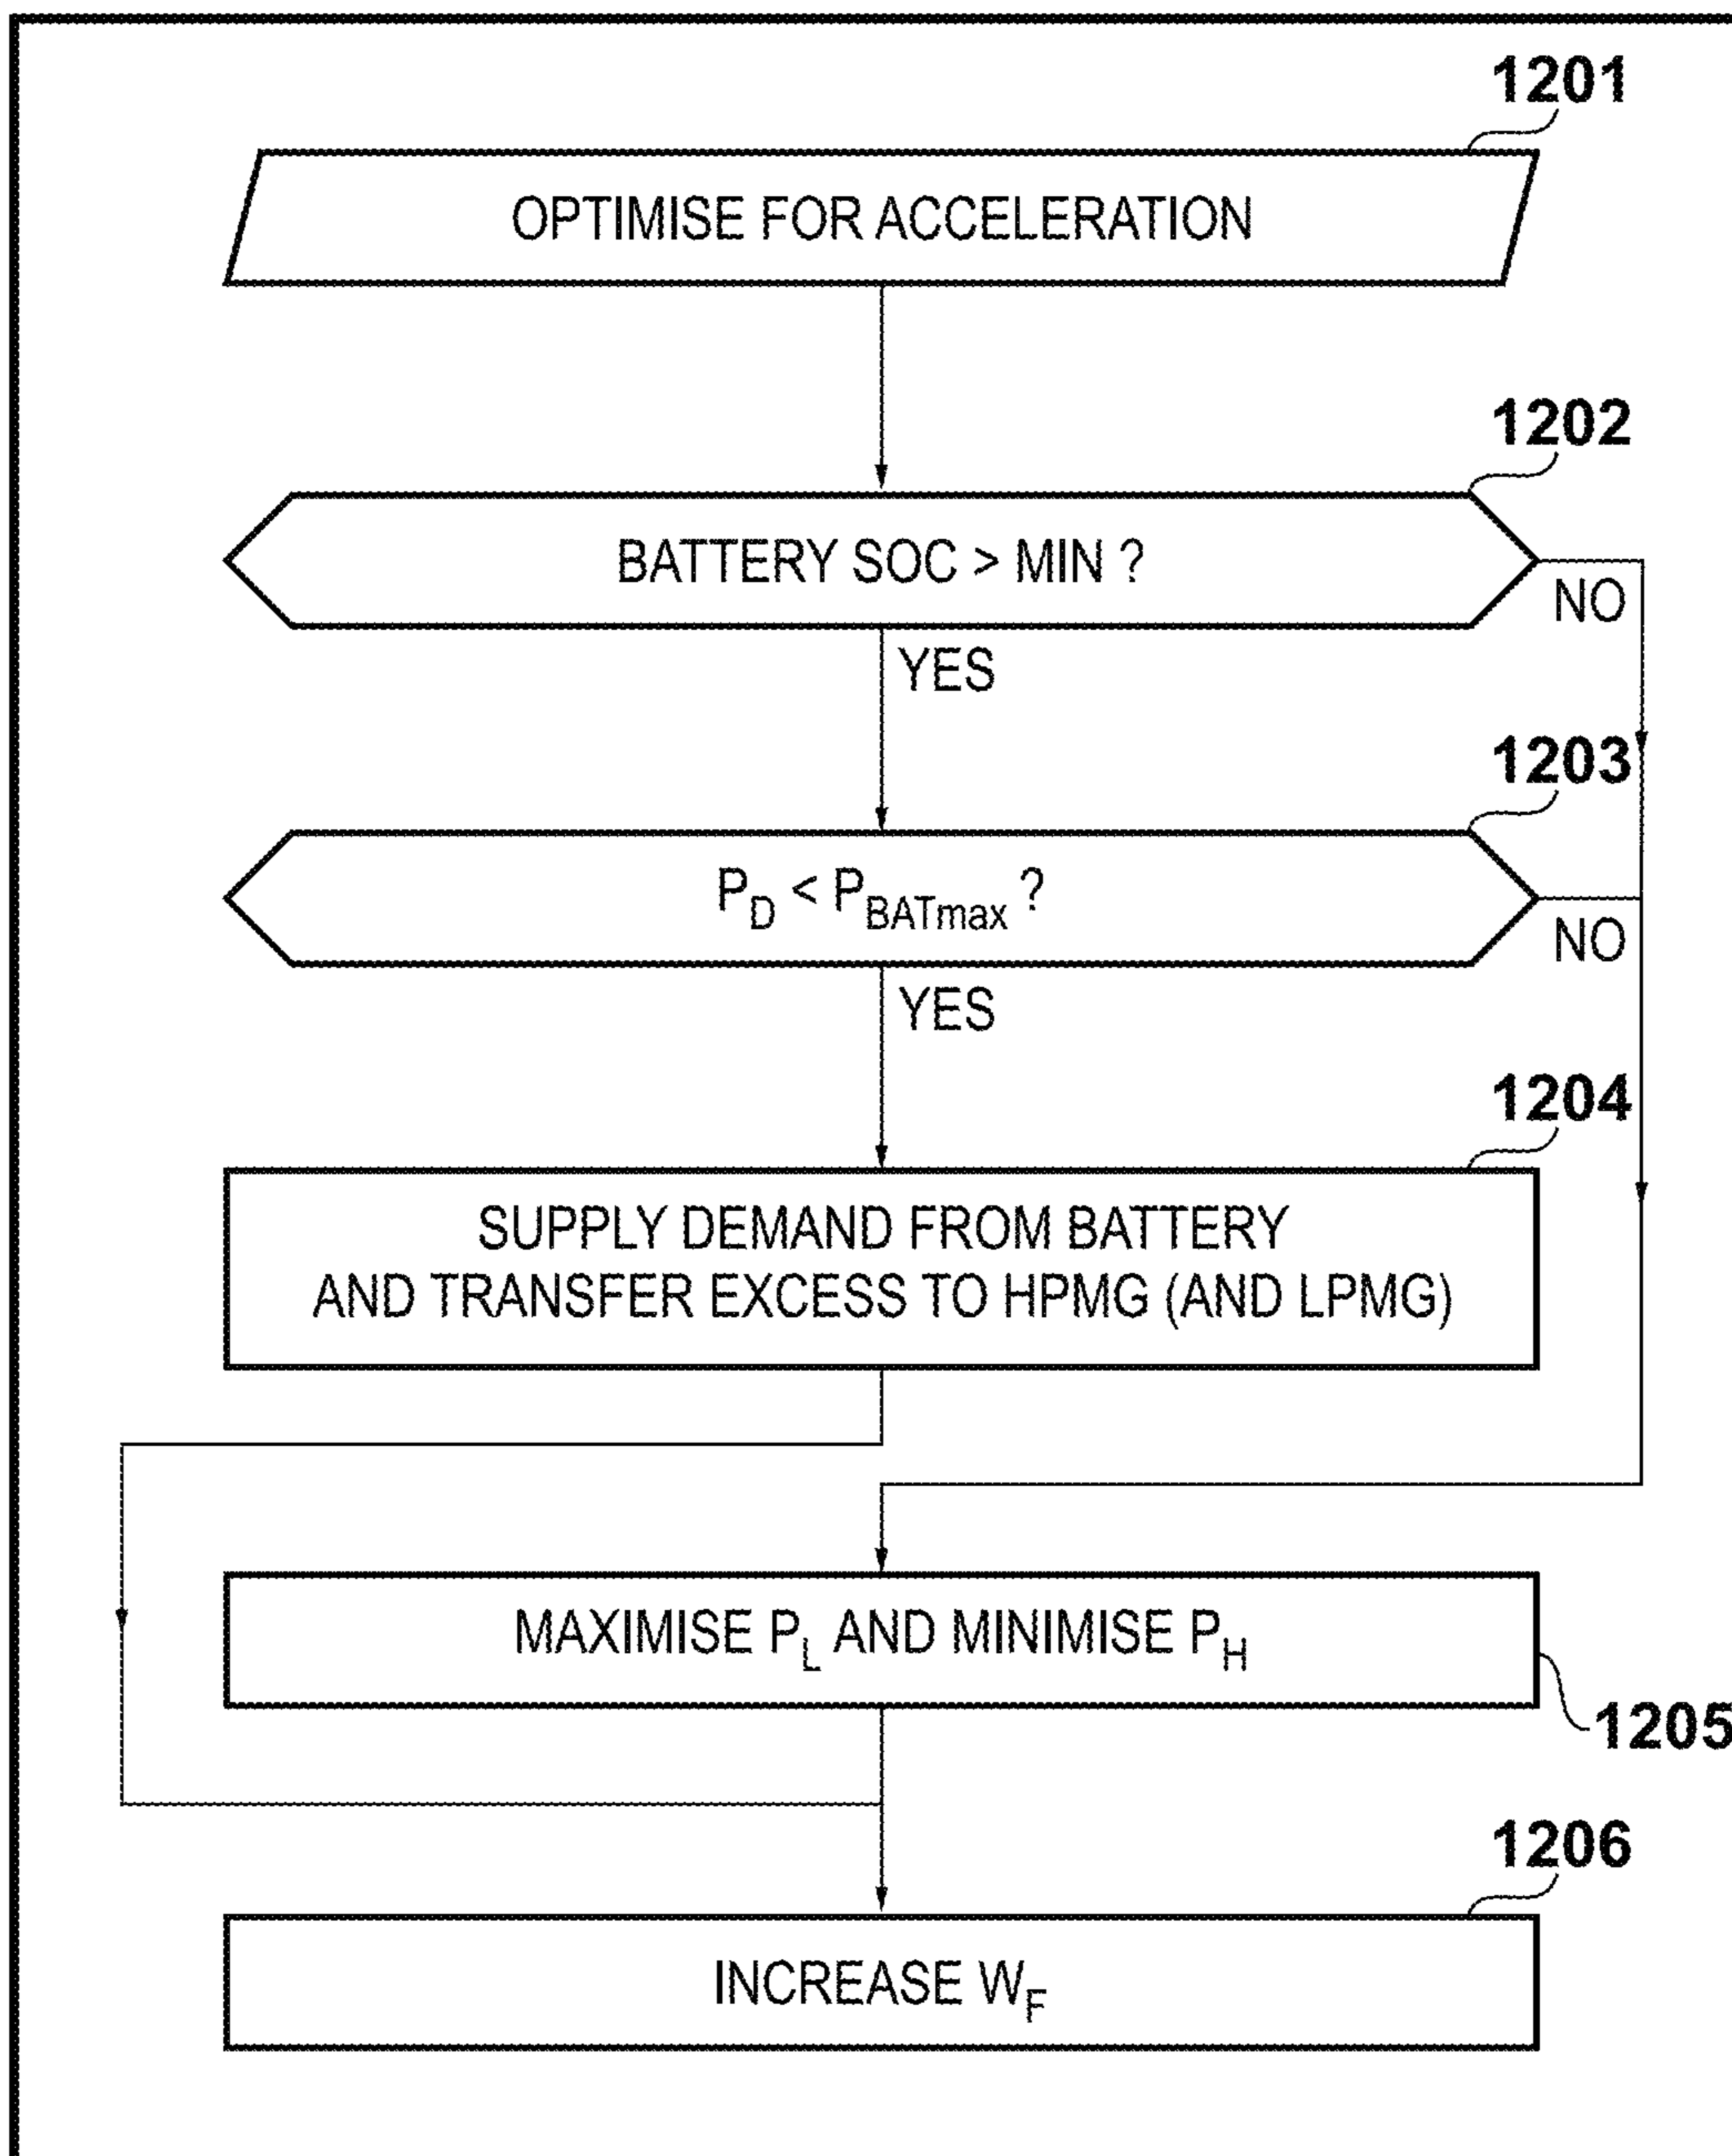 1201
OPTIMISE FOR ACCELERATION
1202
BATTERY SOC > MIN ?
NO
YES
1203
P_D < P_BATmax ?
NO
YES
1204
SUPPLY DEMAND FROM BATTERY
AND TRANSFER EXCESS TO HPMG (AND LPMG)
MAXIMISE P_L AND MINIMISE P_H
1205
1206
INCREASE W_F